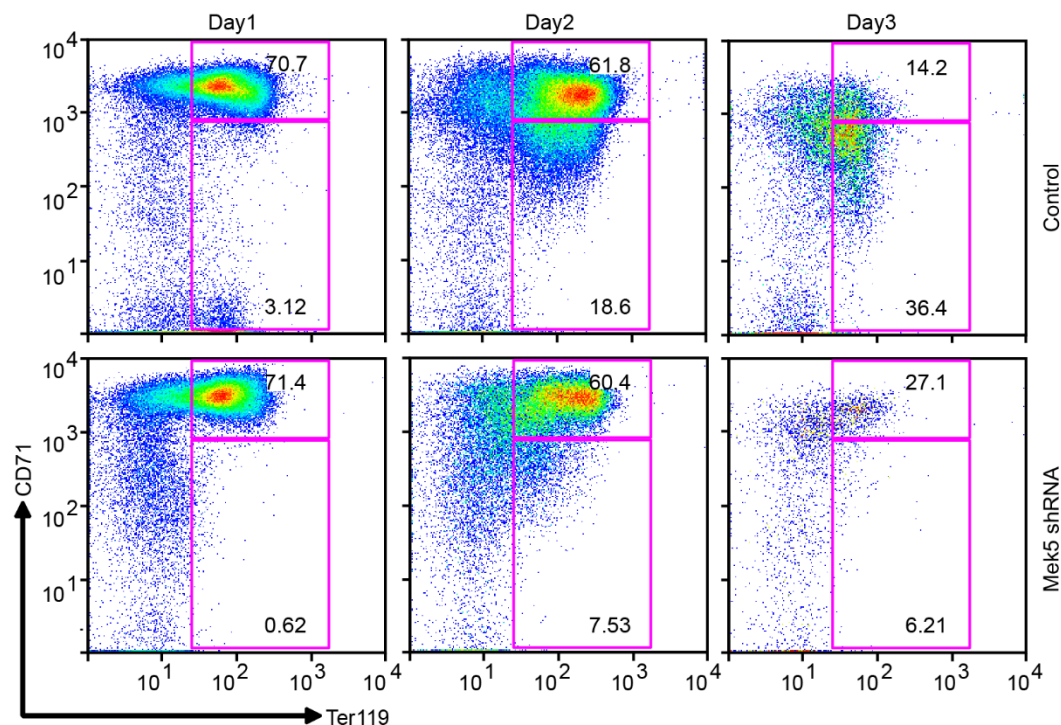 Day1 Day2 Day3
10^4 70.7 61.8 14.2
10^3
10^2
10^1
3.12 18.6 36.4
Control
10^4 71.4 60.4 27.1
10^3
10^2
10^1
0.62 7.53 6.21
Mek5 shRNA
CD71
10^1 10^2 10^3 10^4 10^1 10^2 10^3 10^4 10^1 10^2 10^3 10^4
Ter119